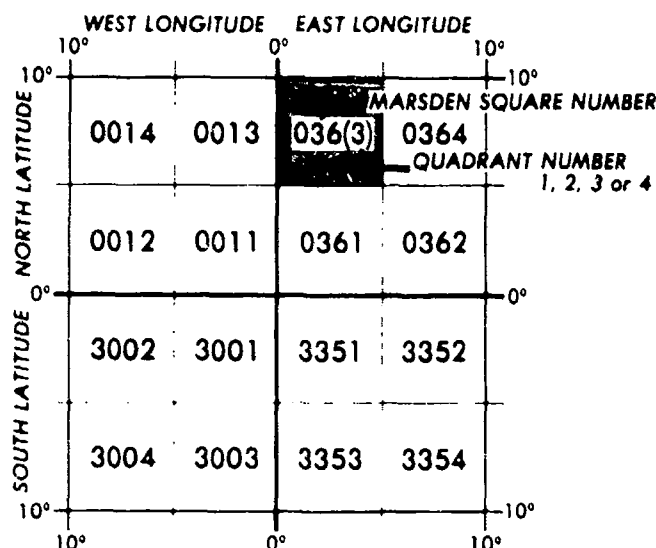 WEST LONGITUDE EAST LONGITUDE
10° 0° 10°
10° 10°
MARSDEN SQUARE NUMBER
0014 0013 036(3) 0364
QUADRANT NUMBER
1, 2, 3 or 4
NORTH LATITUDE
0012 0011 0361 0362
0° 0°
SOUTH LATITUDE
3002 3001 3351 3352
3004 3003 3353 3354
10° 10°
10° 0° 10°